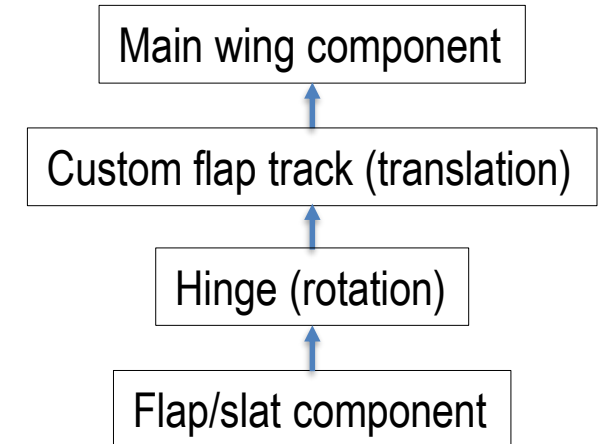 Main wing component
Custom flap track (translation)
Hinge (rotation)
Flap/slat component